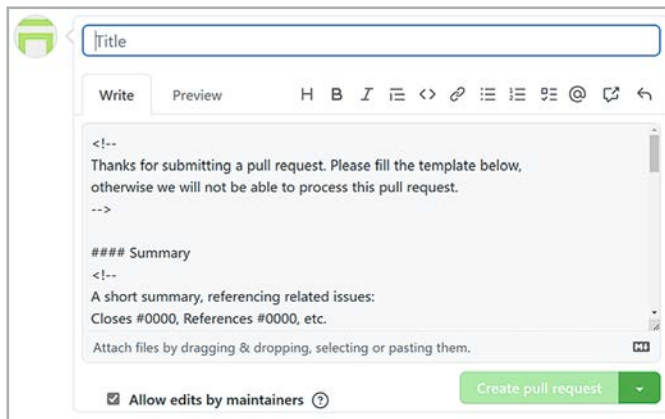 Title
Write Preview
<!--
Thanks for submitting a pull request. Please fill the template below,
otherwise we will not be able to process this pull request.
-->
#### Summary
<!--
A short summary, referencing related issues:
Closes #0000, References #0000, etc.
Attach files by dragging & dropping, selecting or pasting them.
Allow edits by maintainers
Create pull request